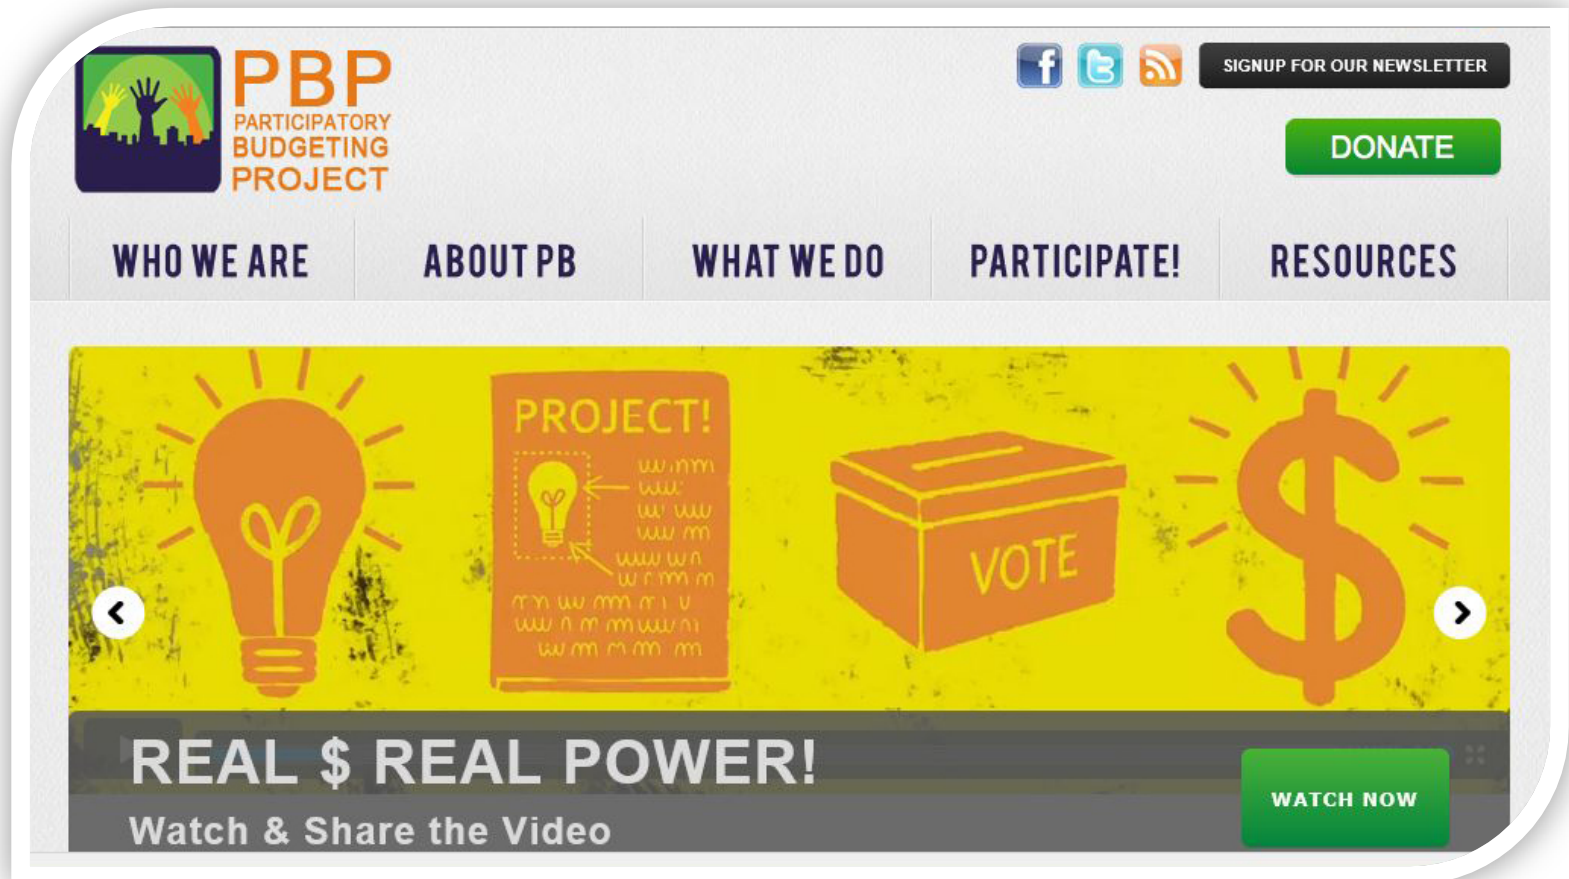 PBP
PARTICIPATORY
BUDGETING
PROJECT
SIGNUP FOR OUR NEWSLETTER
DONATE
WHO WE ARE
ABOUT PB
WHAT WE DO
PARTICIPATE!
RESOURCES
PROJECT!
VOTE
$
REAL $ REAL POWER!
Watch & Share the Video
WATCH NOW